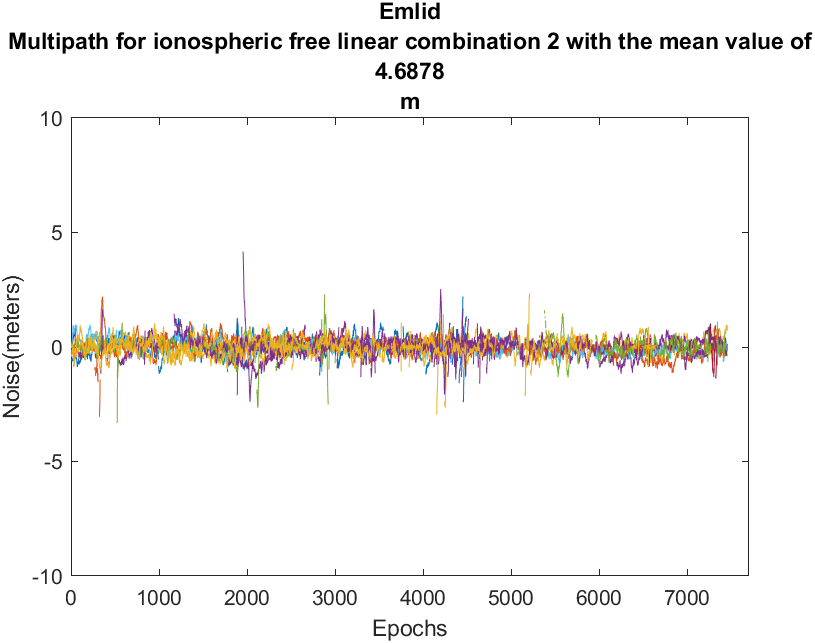 Emlid
Multipath for ionospheric free linear combination 2 with the mean value of
4.6878
m
10
5
0
-5
-10
Noise(meters)
0 1000 2000 3000 4000 5000 6000 7000
Epochs